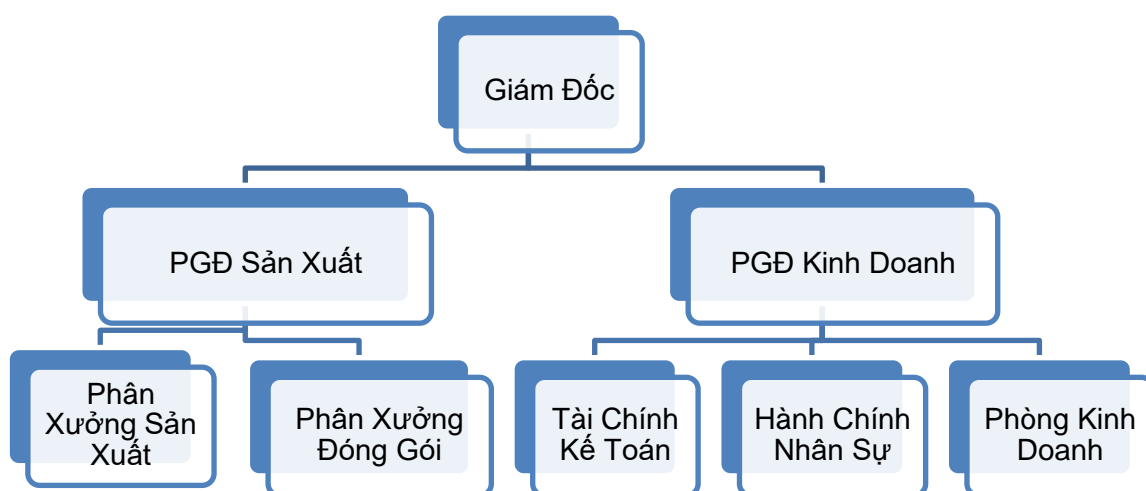 Giám Đốc
PGĐ Sản Xuất
PGĐ Kinh Doanh
Phân
Xưởng Sản
Xuất
Phân Xưởng
Đóng Gói
Tài Chính
Kế Toán
Hành Chính
Nhân Sự
Phòng Kinh
Doanh